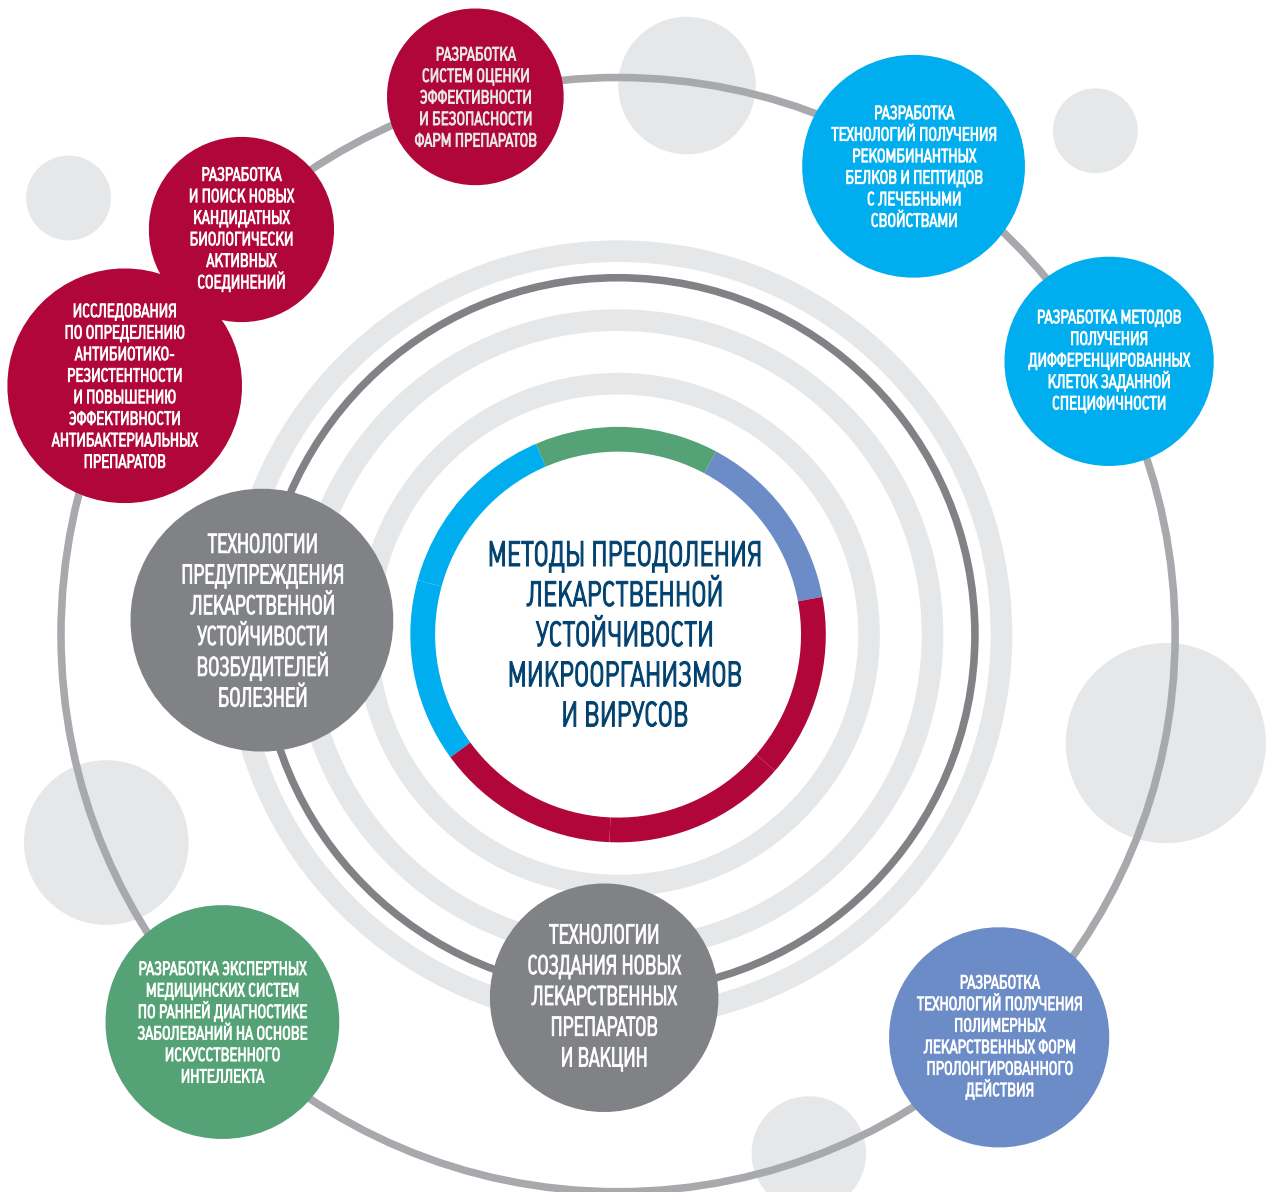 РАЗРАБОТКА
СИСТЕМ ОЦЕНКИ
ЭФФЕКТИВНОСТИ
И БЕЗОПАСНОСТИ
ФАРМ ПРЕПАРАТОВ
РАЗРАБОТКА
ТЕХНОЛОГИЙ ПОЛУЧЕНИЯ
РЕКОМБИНАНТНЫХ
БЕЛКОВ И ПЕПТИДОВ
С ЛЕЧЕБНЫМИ
СВОЙСТВАМИ
РАЗРАБОТКА
И ПОИСК НОВЫХ
КАНДИДАТНЫХ
БИОЛОГИЧЕСКИ
АКТИВНЫХ
СОЕДИНЕНИЙ
ИССЛЕДОВАНИЯ
ПО ОПРЕДЕЛЕНИЮ
АНТИБИОТИКО-
РЕЗИСТЕНТНОСТИ
И ПОВЫШЕНИЮ
ЭФФЕКТИВНОСТИ
АНТИБАКТЕРИАЛЬНЫХ
ПРЕПАРАТОВ
РАЗРАБОТКА МЕТОДОВ
ПОЛУЧЕНИЯ
ДИФФЕРЕНЦИРОВАННЫХ
КЛЕТОК ЗАДАННОЙ
СПЕЦИФИЧНОСТИ
ТЕХНОЛОГИИ
ПРЕДУПРЕЖДЕНИЯ
ЛЕКАРСТВЕННОЙ
УСТОЙЧИВОСТИ
ВОЗБУДИТЕЛЕЙ
БОЛЕЗНЕЙ
МЕТОДЫ ПРЕОДОЛЕНИЯ
ЛЕКАРСТВЕННОЙ
УСТОЙЧИВОСТИ
МИКРООРГАНИЗМОВ
И ВИРУСОВ
ТЕХНОЛОГИИ
СОЗДАНИЯ НОВЫХ
ЛЕКАРСТВЕННЫХ
ПРЕПАРАТОВ
И ВАКЦИН
РАЗРАБОТКА ЭКСПЕРТНЫХ
МЕДИЦИНСКИХ СИСТЕМ
ПО РАННЕЙ ДИАГНОСТИКЕ
ЗАБОЛЕВАНИЙ НА ОСНОВЕ
ИСКУССТВЕННОГО
ИНТЕЛЛЕКТА
РАЗРАБОТКА
ТЕХНОЛОГИЙ ПОЛУЧЕНИЯ
ПОЛИМЕРНЫХ
ЛЕКАРСТВЕННЫХ ФОРМ
ПРОЛОНГИРОВАННОГО
ДЕЙСТВИЯ